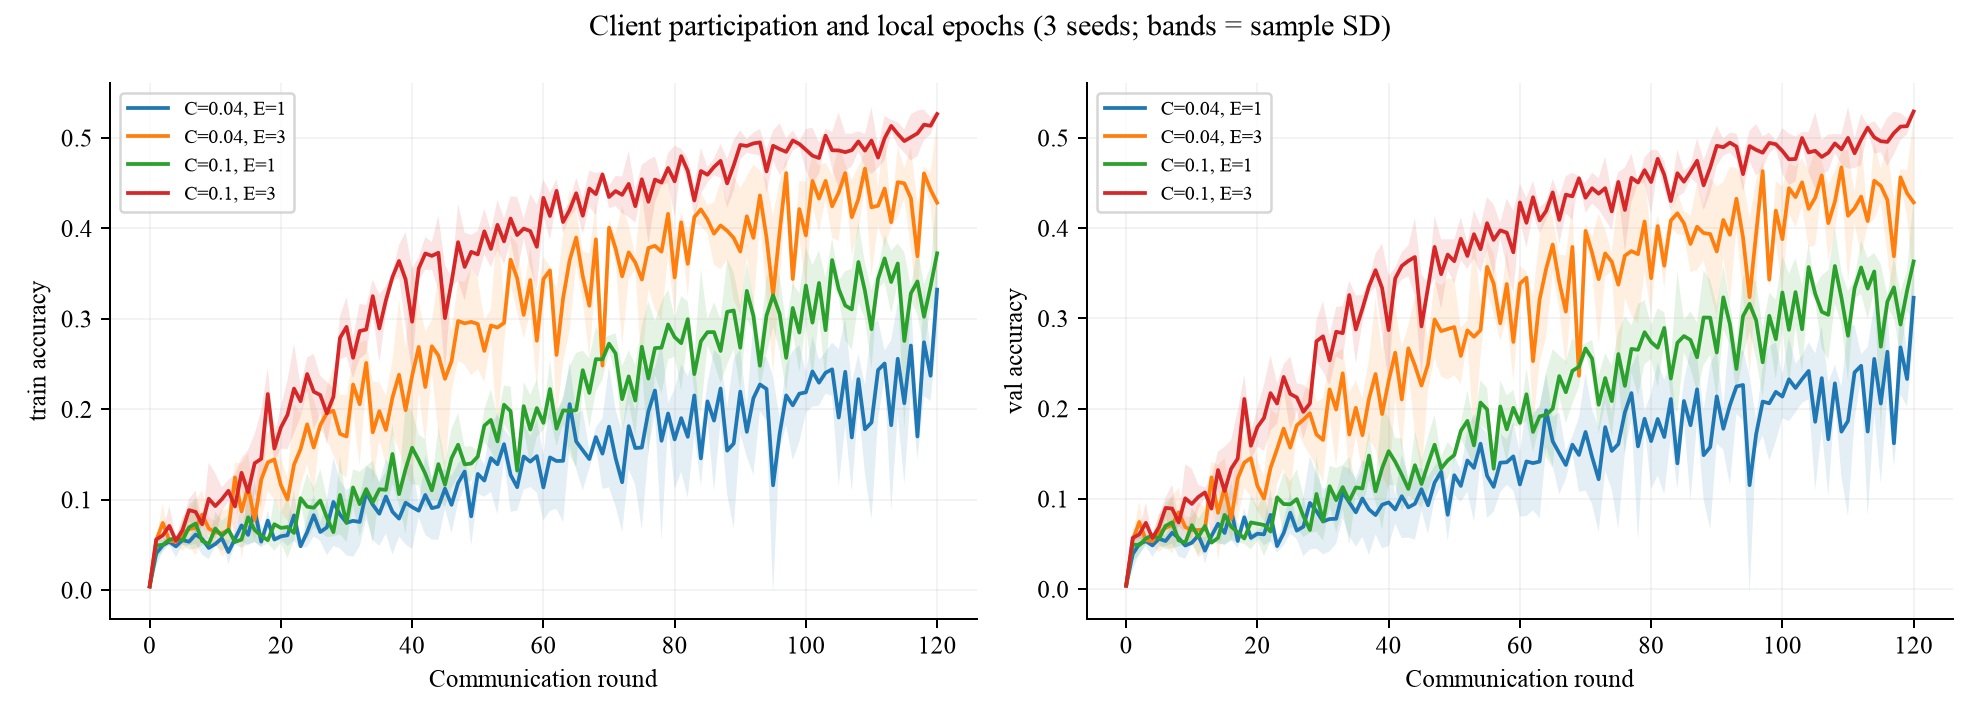 Client participation and local epochs (3 seeds; bands = sample SD)
C=0.04, E=1
C=0.04, E=3
C=0.1, E=1
C=0.1, E=3
train accuracy
0.5
0.4
0.3
0.2
0.1
0.0
0 20 40 60 80 100 120
Communication round
C=0.04, E=1
C=0.04, E=3
C=0.1, E=1
C=0.1, E=3
val accuracy
0.5
0.4
0.3
0.2
0.1
0.0
0 20 40 60 80 100 120
Communication round